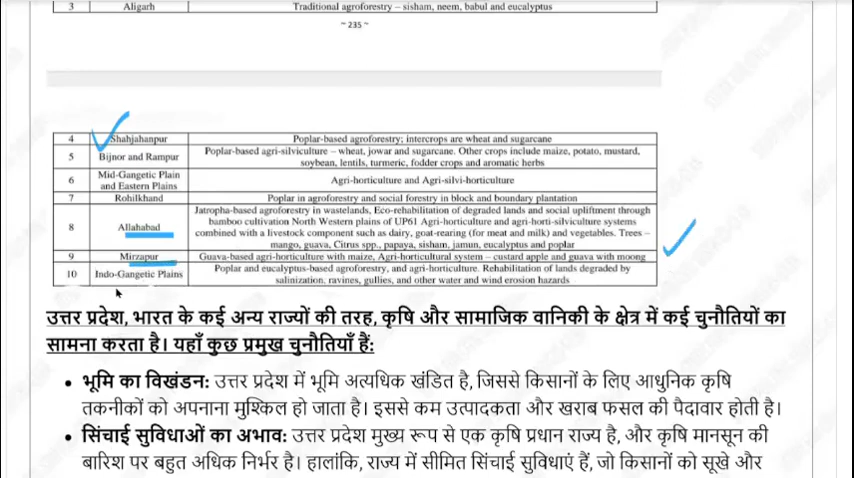 3 Aligarh Traditional agroforestry – sisham, neem, babul and eucalyptus
~ 235 ~
4 Shahjahanpur Poplar-based agroforestry; intercrops are wheat and sugarcane
5 Bijnor and Rampur Poplar-based agri-silviculture – wheat, jowar and sugarcane. Other crops include maize, potato, mustard,
soybean, lentils, turmeric, fodder crops and aromatic herbs
6 Mid-Gangetic Plain
and Eastern Plains Agri-horticulture and Agri-silvi-horticulture
7 Rohilkhand Poplar in agroforestry and social forestry in block and boundary plantation
8 Allahabad Jatropha-based agroforestry in wastelands, Eco-rehabilitation of degraded lands and social upliftment through
bamboo cultivation North Western plains of UP61 Agri-horticulture and agri-horti-silviculture systems
combined with a livestock component such as dairy, goat-rearing (for meat and milk) and vegetables. Trees –
mango, guava, Citrus spp., papaya, sisham, jamun, eucalyptus and poplar
9 Mirzapur Guava-based agri-horticulture with maize, Agri-horticultural system – custard apple and guava with moong
10 Indo-Gangetic Plains Poplar and eucalyptus-based agroforestry, and agri-horticulture. Rehabilitation of lands degraded by
salinization, ravines, gullies, and other water and wind erosion hazards
उत्तर प्रदेश, भारत के कई अन्य राज्यों की तरह, कृषि और सामाजिक वानिकी के क्षेत्र में कई चुनौतियों का
सामना करता है। यहाँ कुछ प्रमुख चुनौतियाँ हैं:
• भूमि का विखंडन: उत्तर प्रदेश में भूमि अत्यधिक खंडित है, जिससे किसानों के लिए आधुनिक कृषि
तकनीकों को अपनाना मुश्किल हो जाता है। इससे कम उत्पादकता और खराब फसल की पैदावार होती है।
• सिंचाई सुविधाओं का अभाव: उत्तर प्रदेश मुख्य रूप से एक कृषि प्रधान राज्य है, और कृषि मानसून की
बारिश पर बहुत अधिक निर्भर है। हालांकि, राज्य में सीमित सिंचाई सुविधाएं हैं, जो किसानों को सूखे और